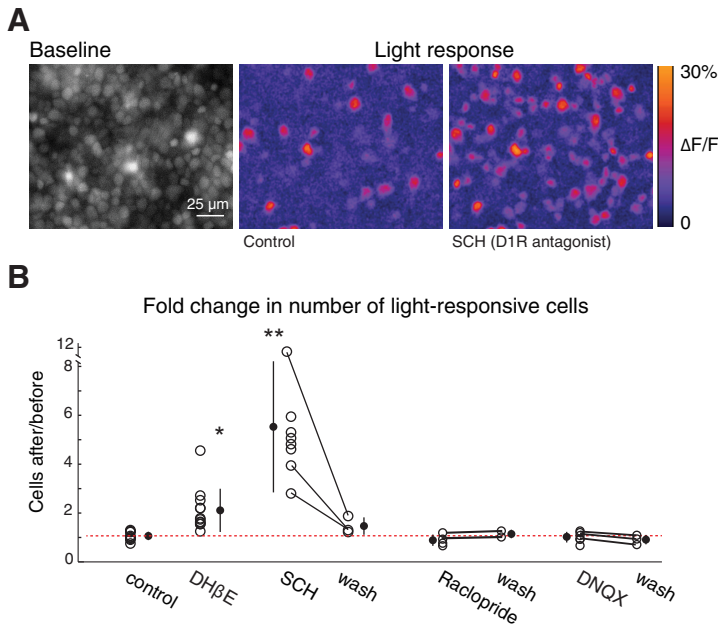 A
Baseline
Light response
25 µm
30%
ΔF/F
0
Control
SCH (D1R antagonist)
B
Fold change in number of light-responsive cells
Cells after/before
12
8
6
4
2
0
*
**
control
DHβE
SCH
wash
Raclopride
wash
DNQX
wash